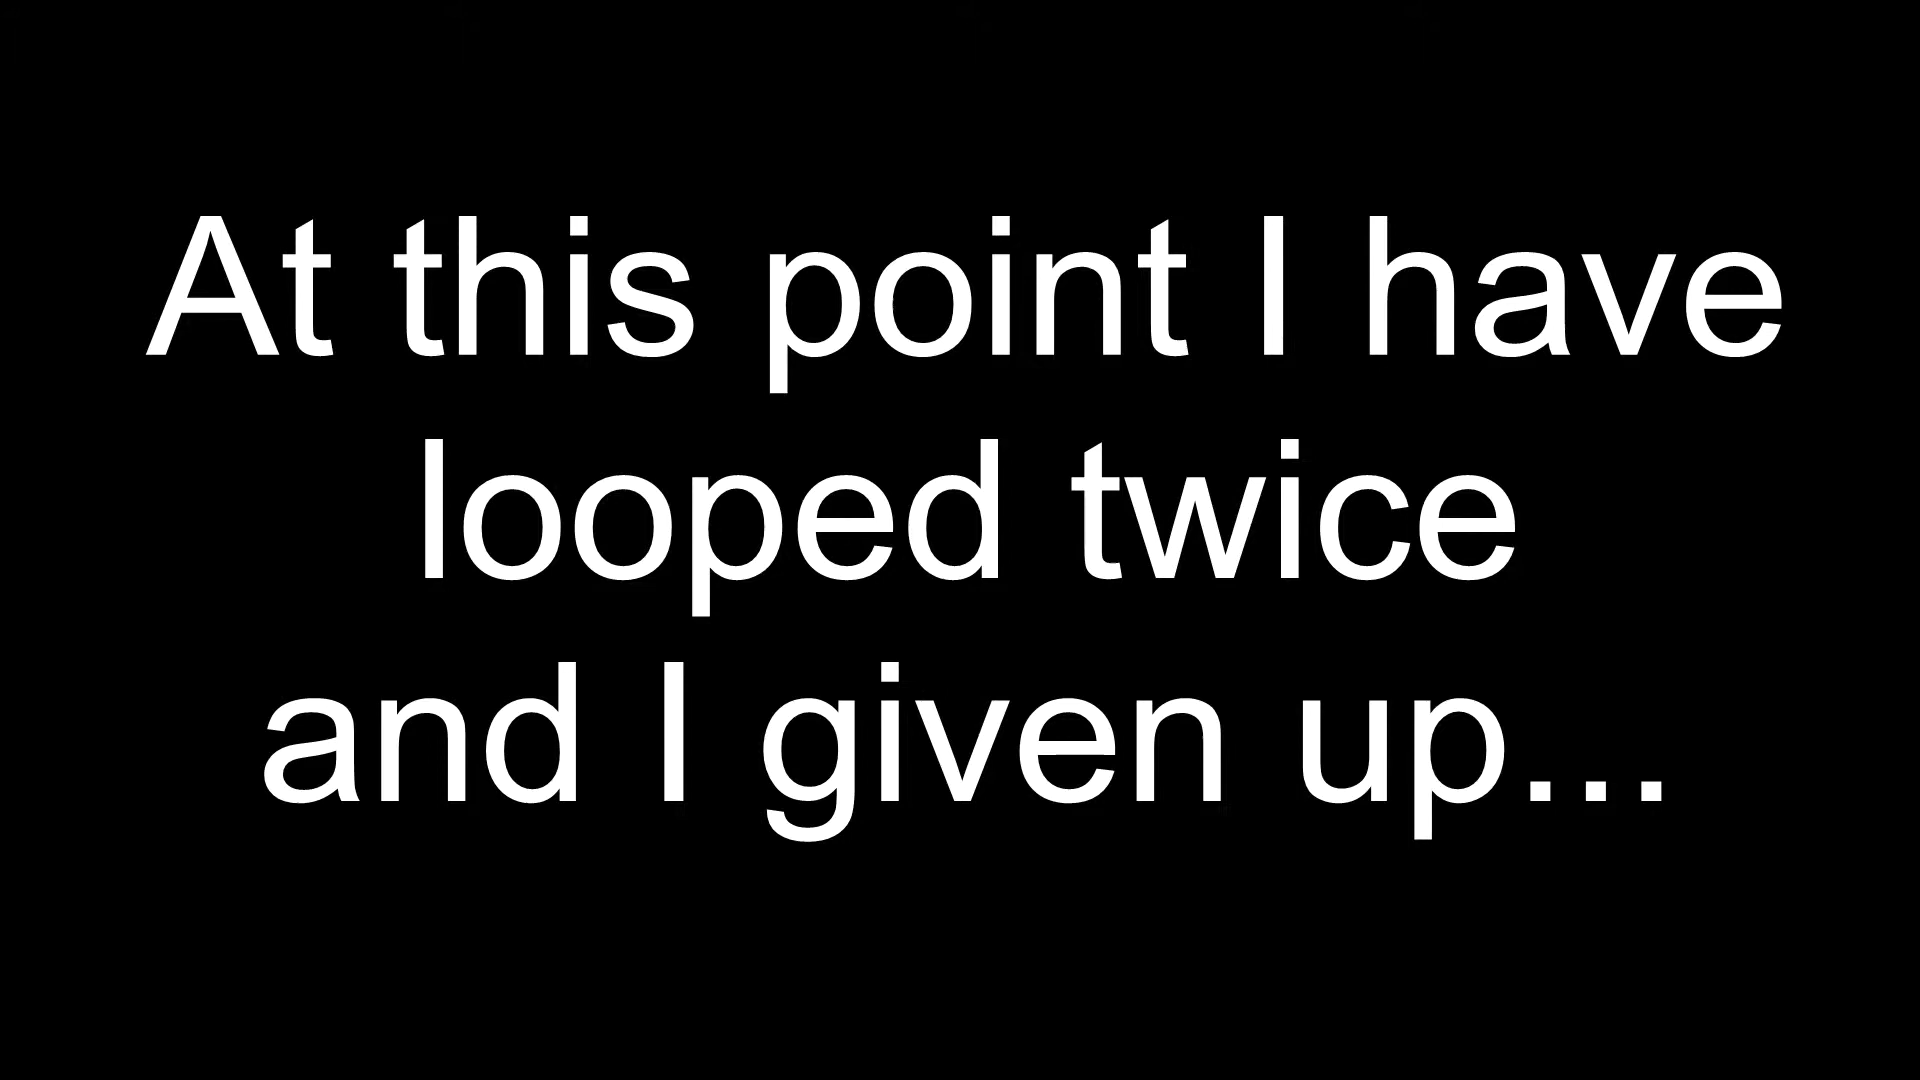 At this point I have
looped twice
and I given up...